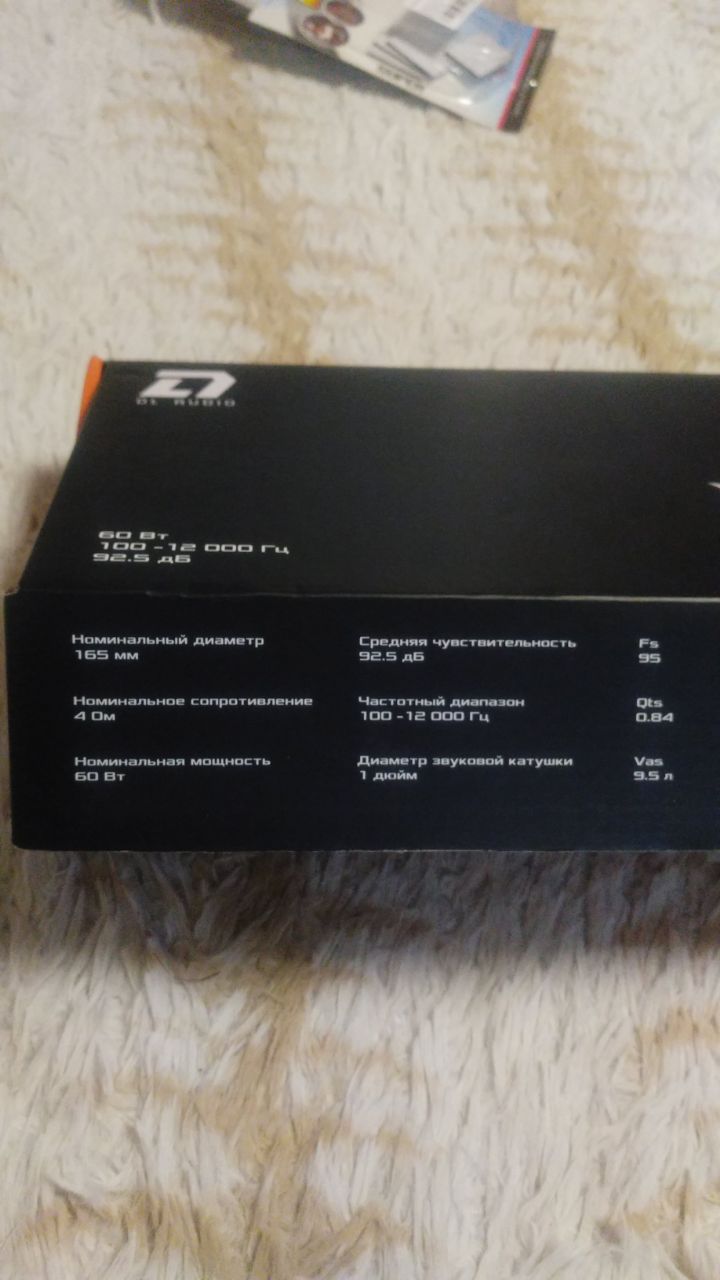 DL AUDIO
60 Вт
100 - 12 000 Гц
92.5 дБ
Номинальный диаметр
165 мм
Номинальное сопротивление
4 Ом
Номинальная мощность
60 Вт
Средняя чувствительность
92.5 дБ
Частотный диапазон
100 - 12 000 Гц
Диаметр звуковой катушки
1 дюйм
Fs
95
Qts
0.84
Vas
9.5 л